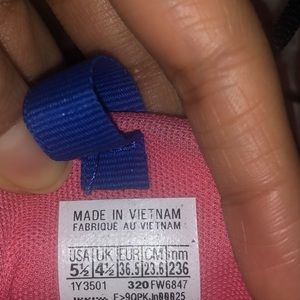 MADE IN VIETNAM
FABRIQUÉ AU VIETNAM
USA UK EUR CM mm
5½ 4½ 36.5 23.6 236
1Y3501 320 FW6847